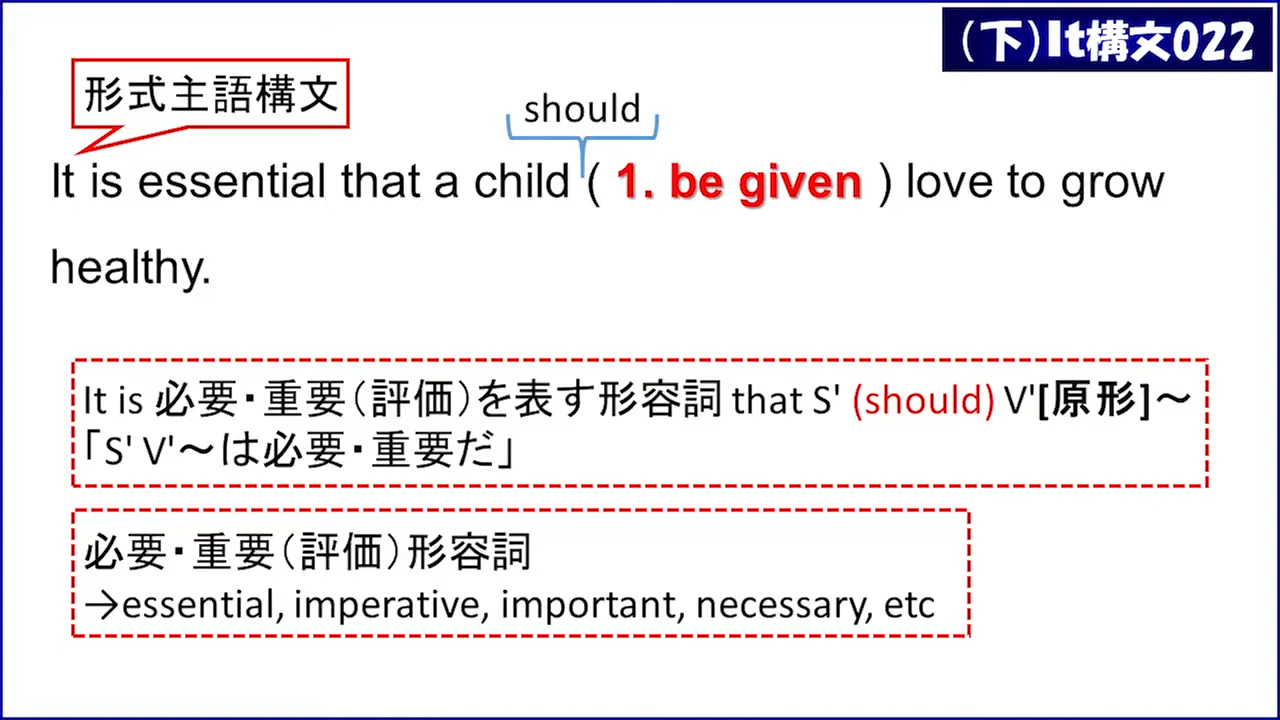 (下)It構文022
形式主語構文
should
It is essential that a child ( 1. be given ) love to grow
healthy.
It is 必要・重要(評価)を表す形容詞 that S' (should) V'[原形]～
「S' V'～は必要・重要だ」
必要・重要(評価)形容詞
→essential, imperative, important, necessary, etc